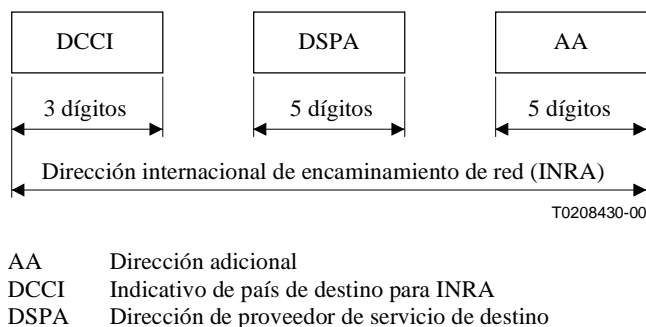 DCCI DSPA AA
3 dígitos 5 dígitos 5 dígitos
Dirección internacional de encaminamiento de red (INRA)
T0208430-00
AA Dirección adicional
DCCI Indicativo de país de destino para INRA
DSPA Dirección de proveedor de servicio de destino